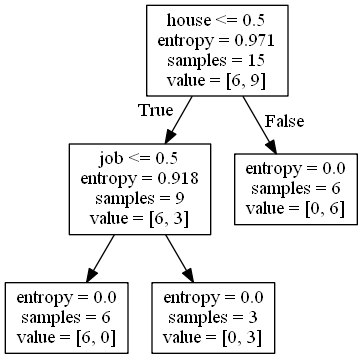 house <= 0.5
entropy = 0.971
samples = 15
value = [6, 9]
True
False
job <= 0.5
entropy = 0.918
samples = 9
value = [6, 3]
entropy = 0.0
samples = 6
value = [0, 6]
entropy = 0.0
samples = 6
value = [6, 0]
entropy = 0.0
samples = 3
value = [0, 3]